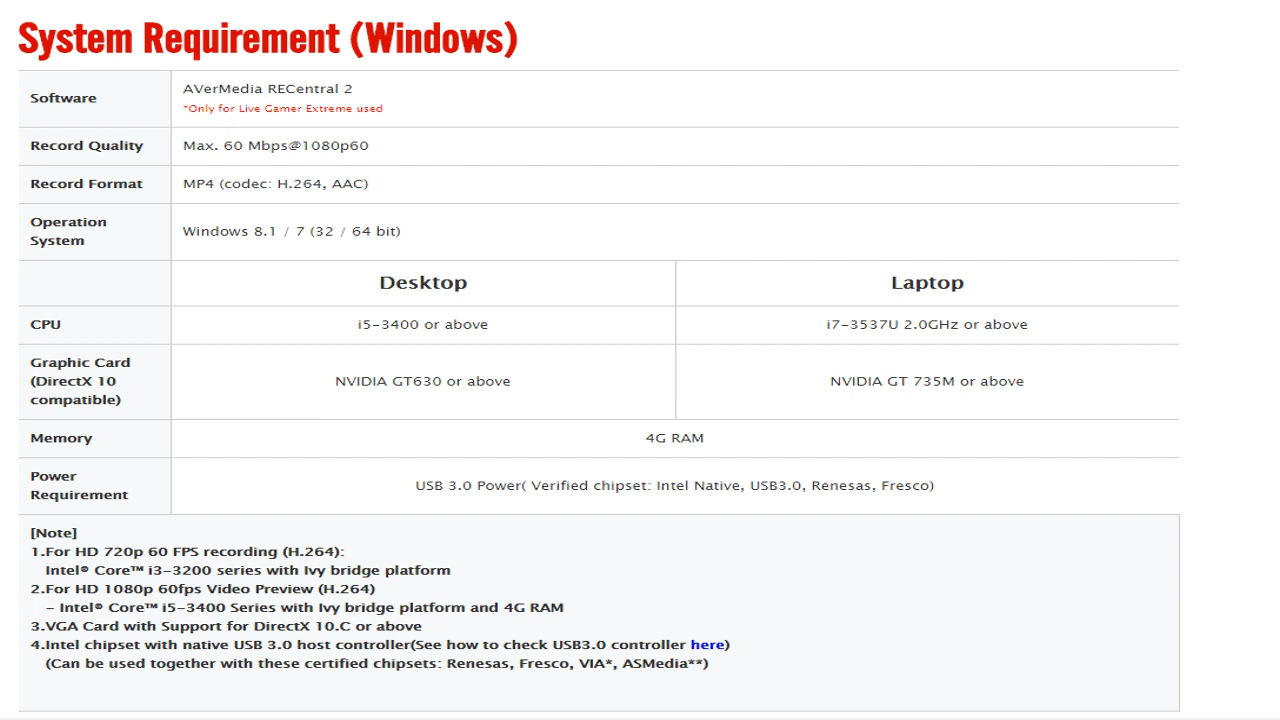 System Requirement (Windows)
Software
AVerMedia RECentral 2
*Only for Live Gamer Extreme used
Record Quality
Max. 60 Mbps@1080p60
Record Format
MP4 (codec: H.264, AAC)
Operation
System
Windows 8.1 / 7 (32 / 64 bit)
Desktop
Laptop
CPU
i5-3400 or above
i7-3537U 2.0GHz or above
Graphic Card
(DirectX 10
compatible)
NVIDIA GT630 or above
NVIDIA GT 735M or above
Memory
4G RAM
Power
Requirement
USB 3.0 Power( Verified chipset: Intel Native, USB3.0, Renesas, Fresco)
[Note]
1.For HD 720p 60 FPS recording (H.264):
Intel® Core™ i3-3200 series with Ivy bridge platform
2.For HD 1080p 60fps Video Preview (H.264)
- Intel® Core™ i5-3400 Series with Ivy bridge platform and 4G RAM
3.VGA Card with Support for DirectX 10.C or above
4.Intel chipset with native USB 3.0 host controller(See how to check USB3.0 controller here)
(Can be used together with these certified chipsets: Renesas, Fresco, VIA*, ASMedia**)